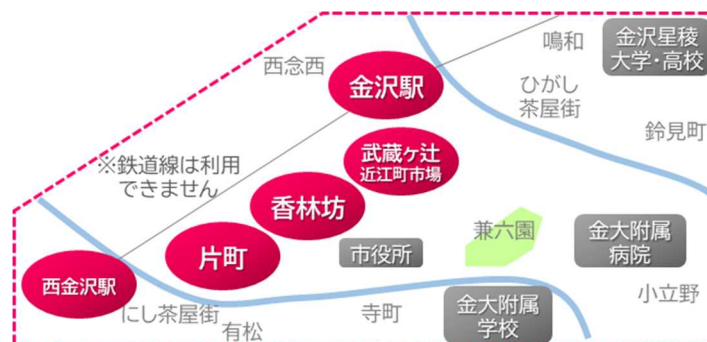 鳴和
金沢星稜
大学・高校
西念西
金沢駅
ひがし
茶屋街
鈴見町
武蔵ヶ辻
近江町市場
※鉄道線は利用
できません
香林坊
片町
市役所
兼六園
金大附属
病院
西金沢駅
小立野
にし茶屋街
有松
寺町
金大附属
学校